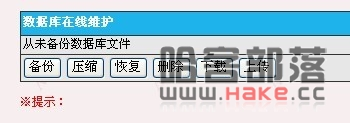 数据库在线维护
从未备份数据库文件
备份 压缩 恢复 删除 下载 上传
哈客部落
www.HAKE.cc
※提示：